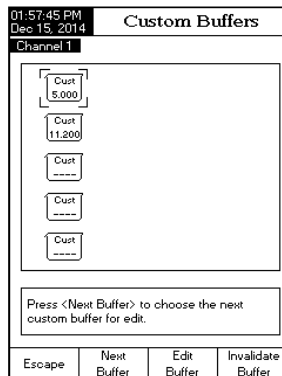 01:57:45 PM
Dec 15, 2014
Custom Buffers
Channel 1
Cust
5.000
Cust
11.200
Cust
----
Cust
----
Cust
----
Press <Next Buffer> to choose the next
custom buffer for edit.
Escape
Next
Buffer
Edit
Buffer
Invalidate
Buffer